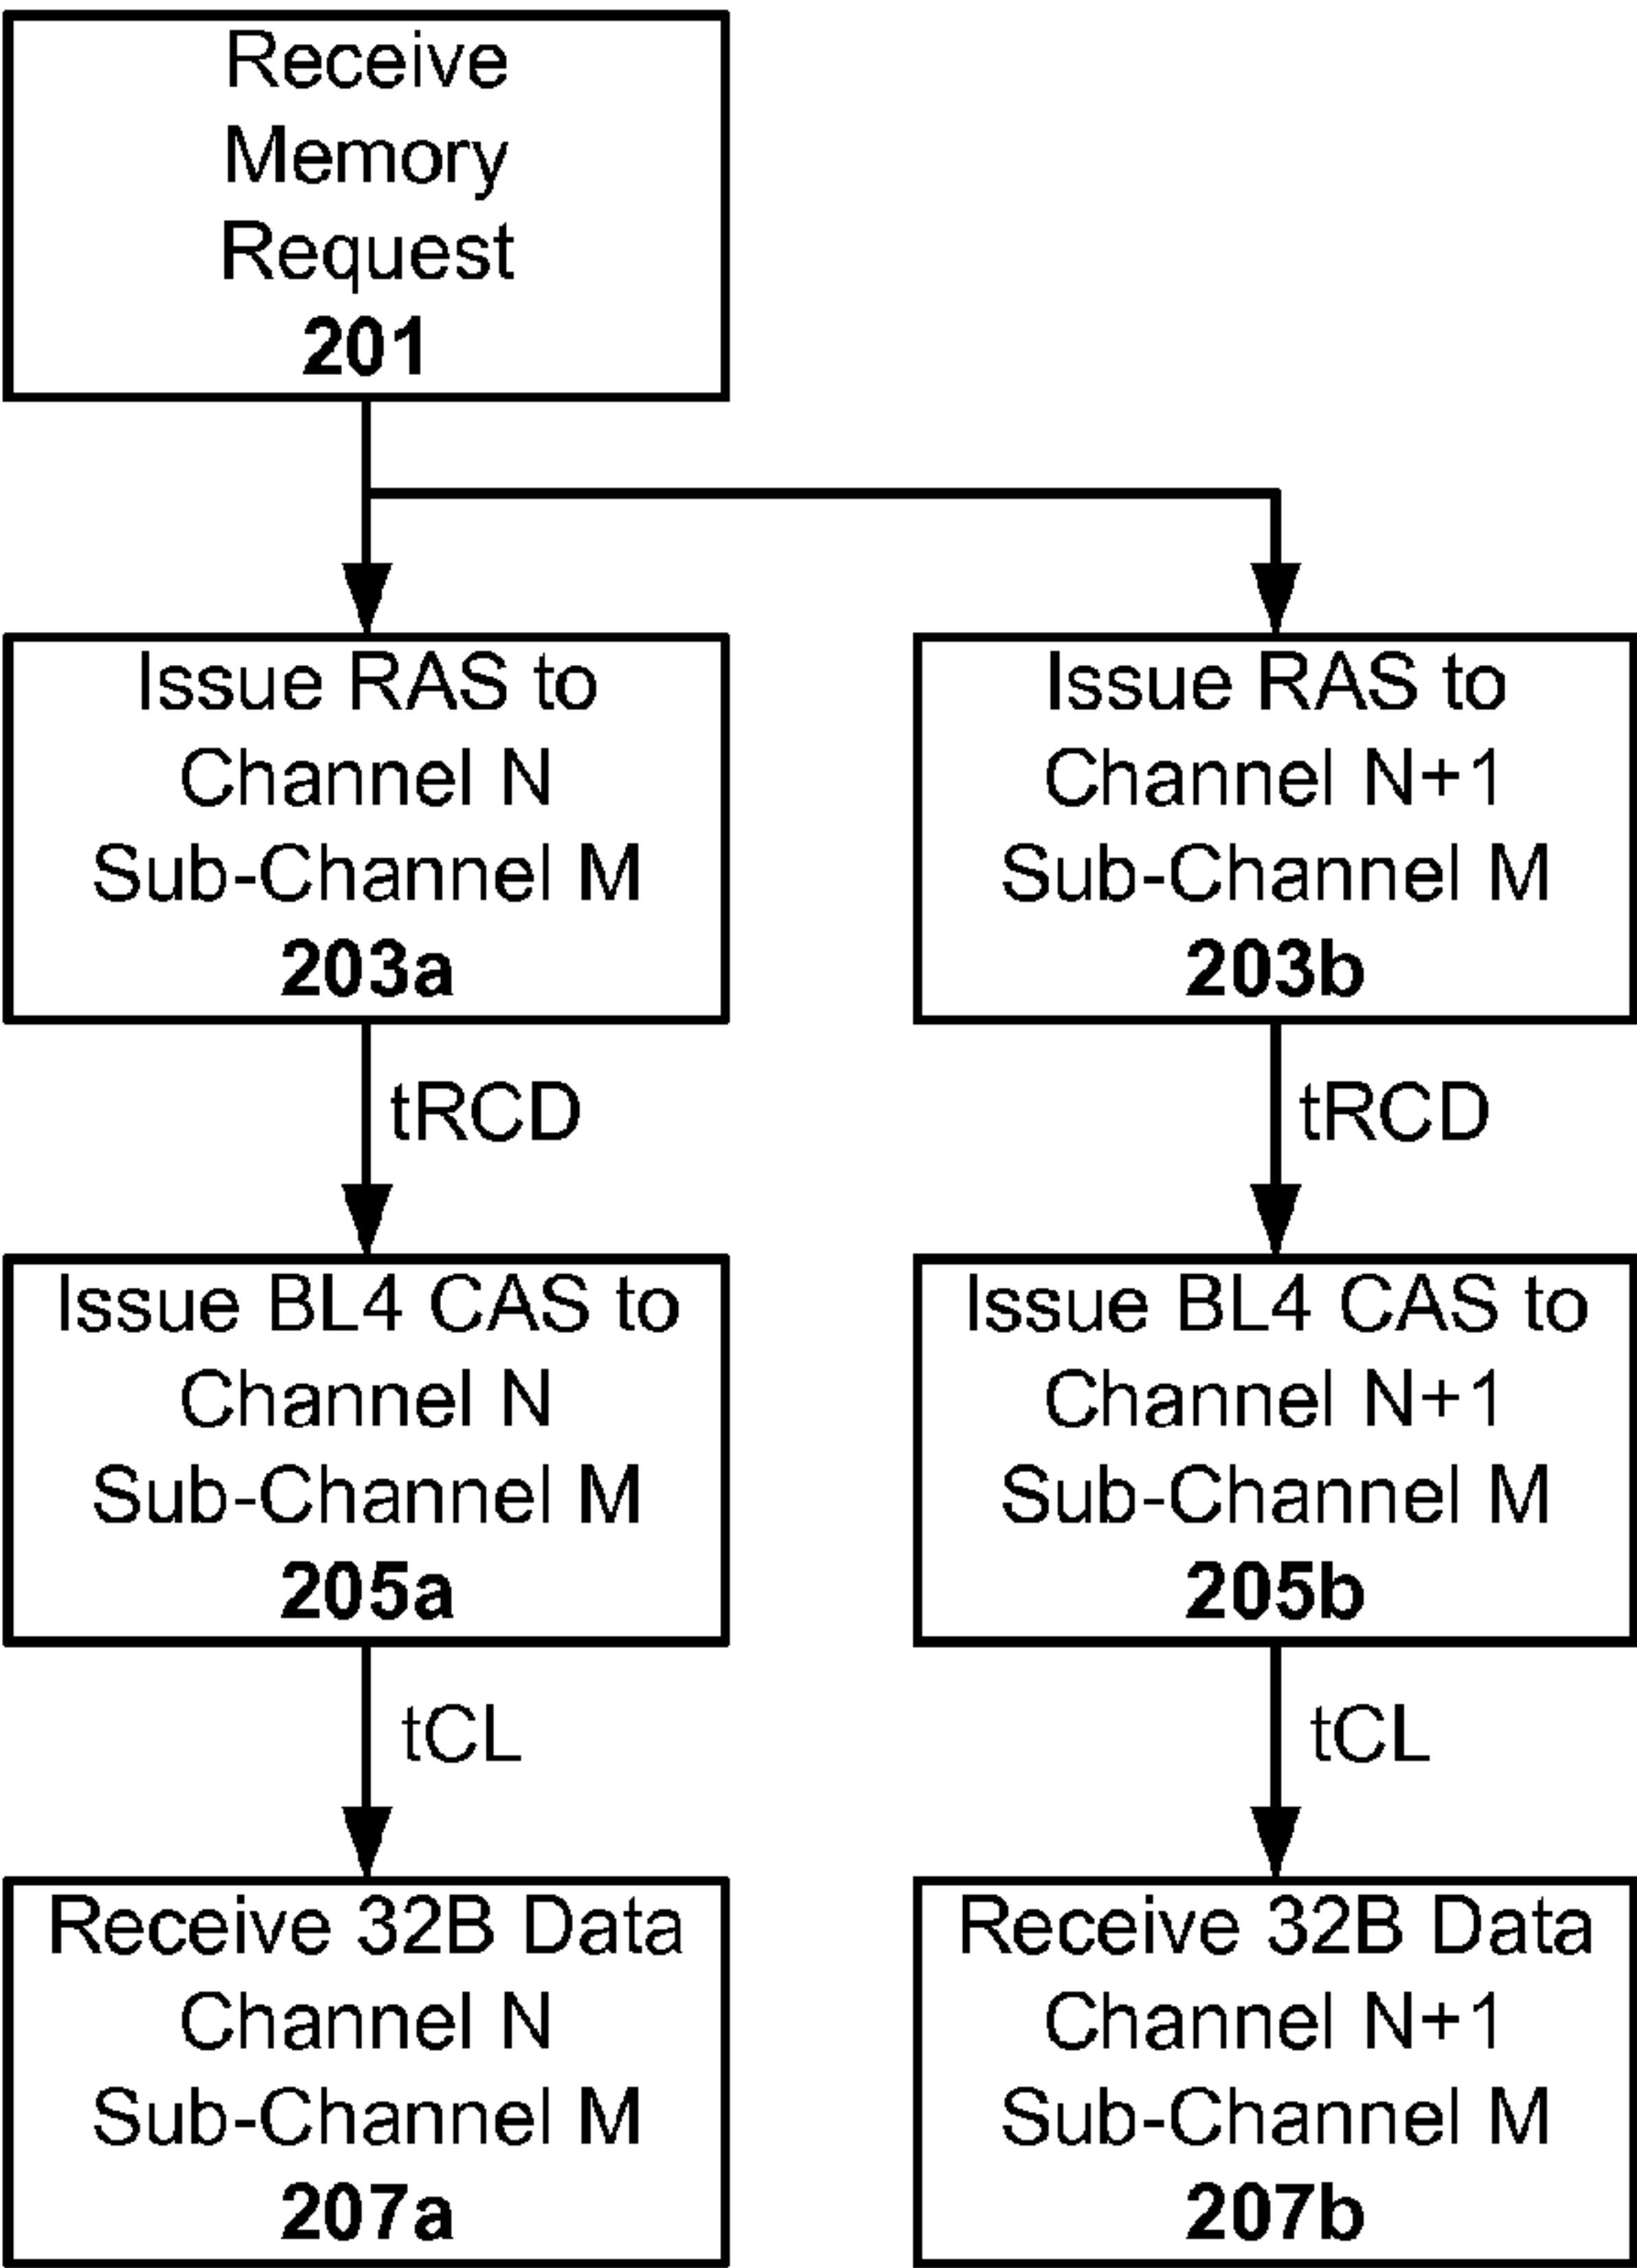 Receive
Memory
Request
201
Issue RAS to
Channel N
Sub-Channel M
203a
Issue RAS to
Channel N+1
Sub-Channel M
203b
tRCD
tRCD
Issue BL4 CAS to
Channel N
Sub-Channel M
205a
Issue BL4 CAS to
Channel N+1
Sub-Channel M
205b
tCL
tCL
Receive 32B Data
Channel N
Sub-Channel M
207a
Receive 32B Data
Channel N+1
Sub-Channel M
207b